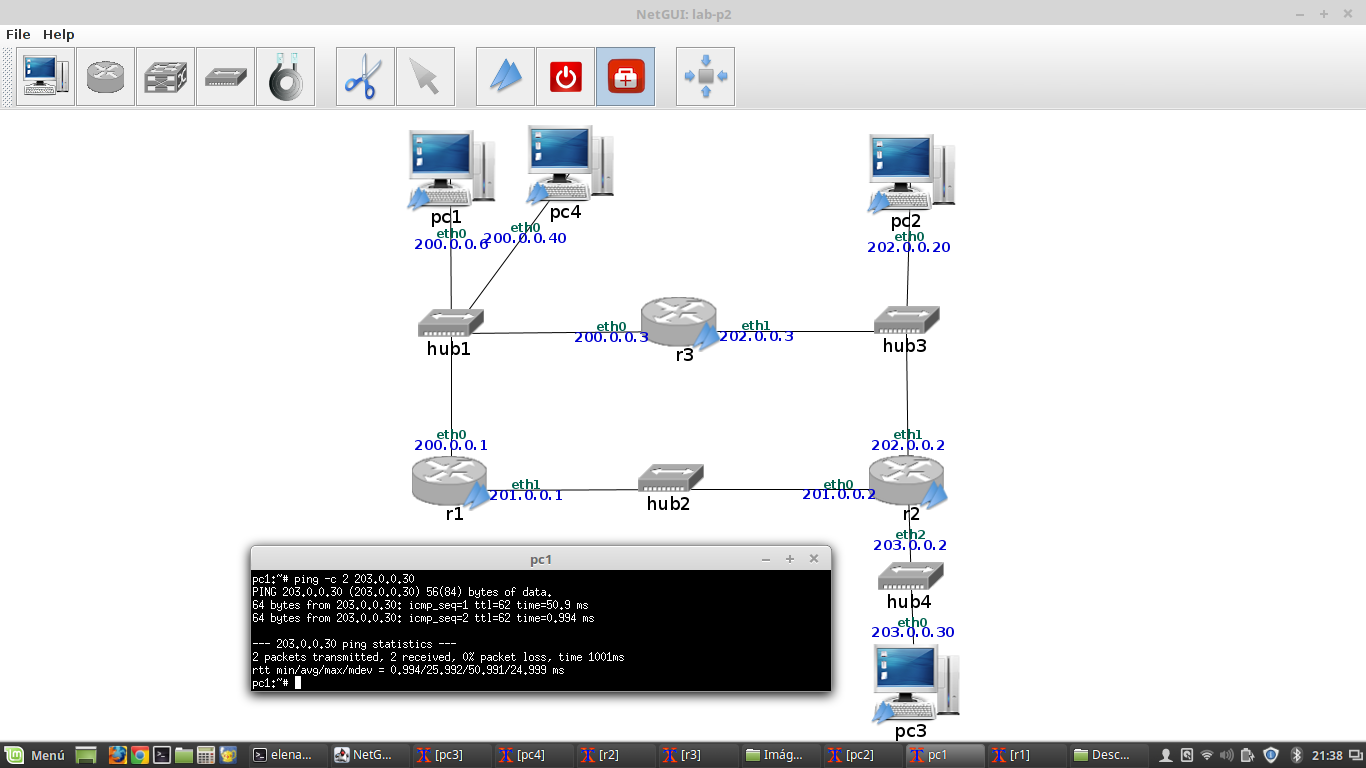 NetGUI: lab-p2
File Help
pc1
pc4
pc2
eth0
200.0.0.6
eth0
200.0.0.40
eth0
202.0.0.20
hub1
eth0
200.0.0.3
r3
eth1
202.0.0.3
hub3
eth0
200.0.0.1
eth1
202.0.0.2
r1
eth1
201.0.0.1
hub2
eth0
201.0.0.2
r2
eth2
203.0.0.2
hub4
eth0
203.0.0.30
pc3
pc1
pc1:~# ping -c 2 203.0.0.30
PING 203.0.0.30 (203.0.0.30) 56(84) bytes of data.
64 bytes from 203.0.0.30: icmp_seq=1 ttl=62 time=50.9 ms
64 bytes from 203.0.0.30: icmp_seq=2 ttl=62 time=0.994 ms
--- 203.0.0.30 ping statistics ---
2 packets transmitted, 2 received, 0% packet loss, time 1001ms
rtt min/avg/max/mdev = 0.994/25.992/50.991/24.999 ms
pc1:~#
Menú elena... NetG... [pc3] [pc4] [r2] [r3] Imág... [pc2] pc1 [r1] Desc... 21:38